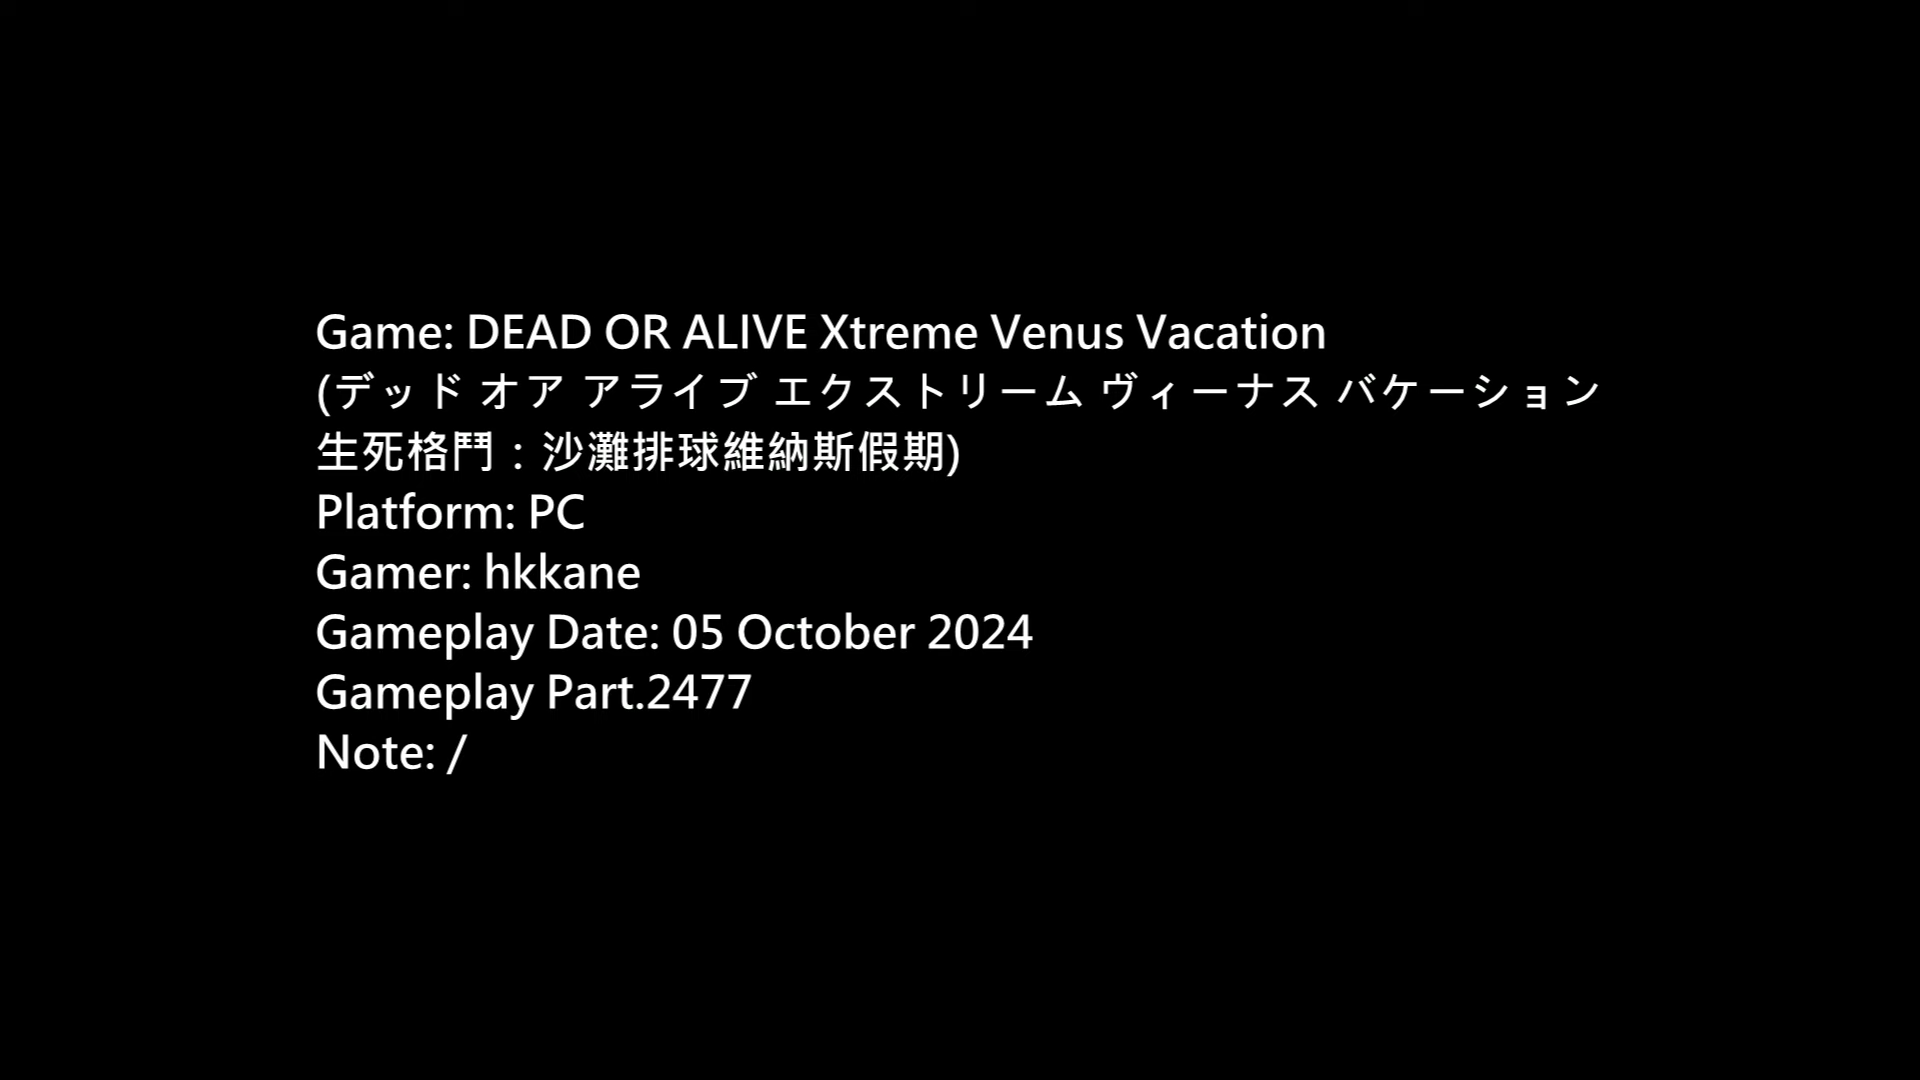 Game: DEAD OR ALIVE Xtreme Venus Vacation
(デッド オア アライブ エクストリーム ヴィーナス バケーション
生死格鬥：沙灘排球維納斯假期)
Platform: PC
Gamer: hkkane
Gameplay Date: 05 October 2024
Gameplay Part.2477
Note: /